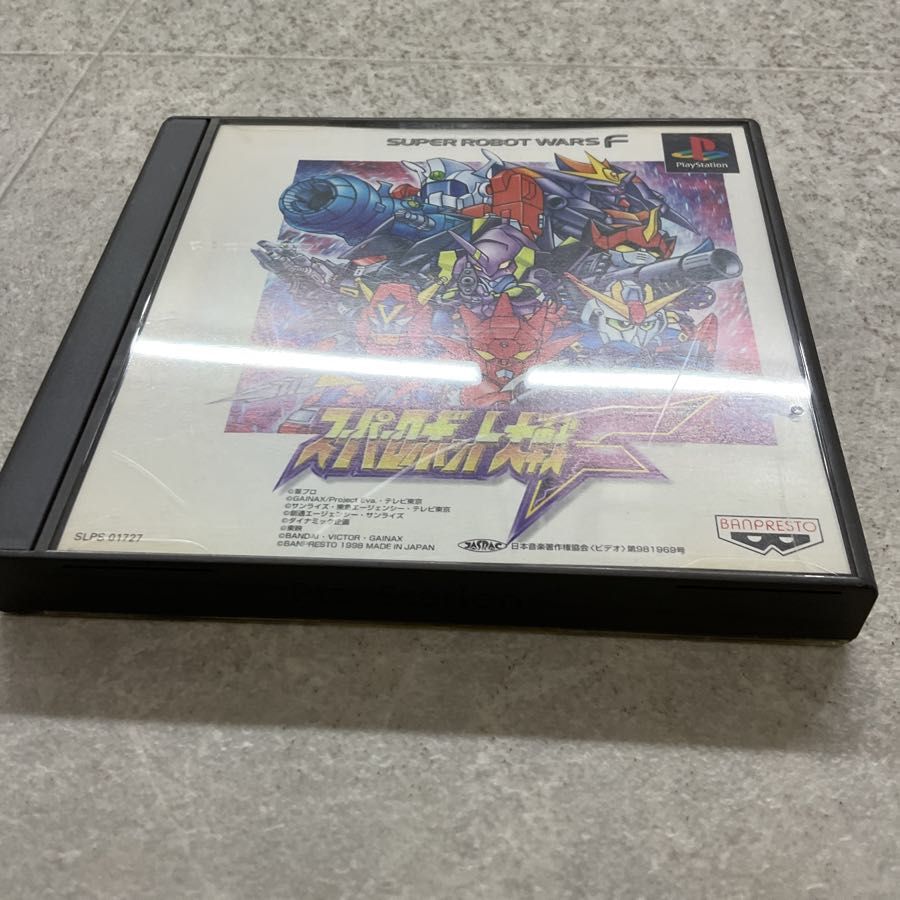 SUPER ROBOT WARS F
PlayStation
スーパーロボット大戦F
©葦プロ
©GAINAX/Project Eva.・テレビ東京
©サンライズ・東急エージェンシー・テレビ東京
©創通エージェンシー・サンライズ
©ダイナミック企画
©東映
©BANDAI・VICTOR・GAINAX
©BANPRESTO 1998 MADE IN JAPAN
SLPS 01727
JASRAC 日本音楽著作権協会〈ビデオ〉第981969号
BANPRESTO